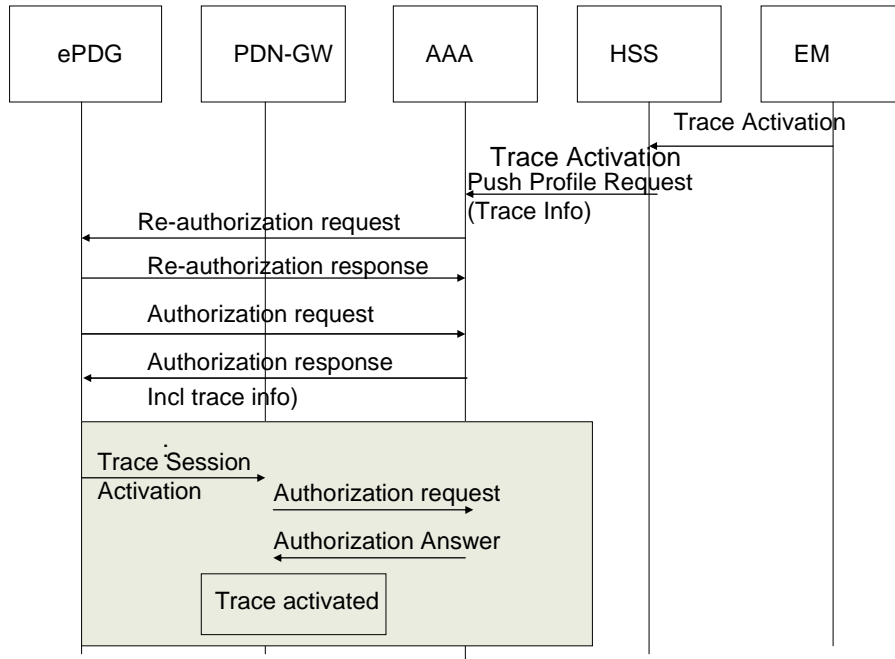 ePDG
PDN-GW
AAA
HSS
EM
Trace Activation
Trace Activation
Push Profile Request
(Trace Info)
Re-authorization request
Re-authorization response
Authorization request
Authorization response
Incl trace info)
:
Trace Session
Activation
Authorization request
Authorization Answer
Trace activated